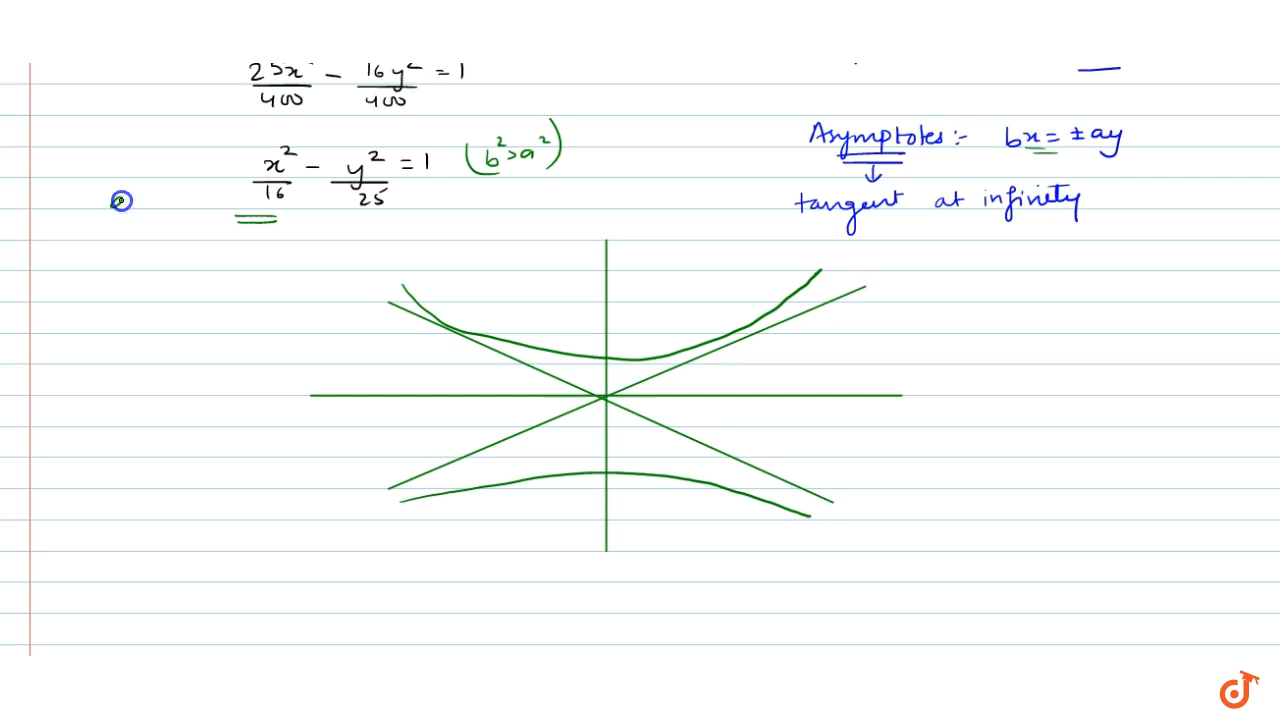 25x²/400 - 16y²/400 = 1
x²/16 - y²/25 = 1 (b²>a²)
Asymptotes :- bx = ± ay
↓
tangent at infinity